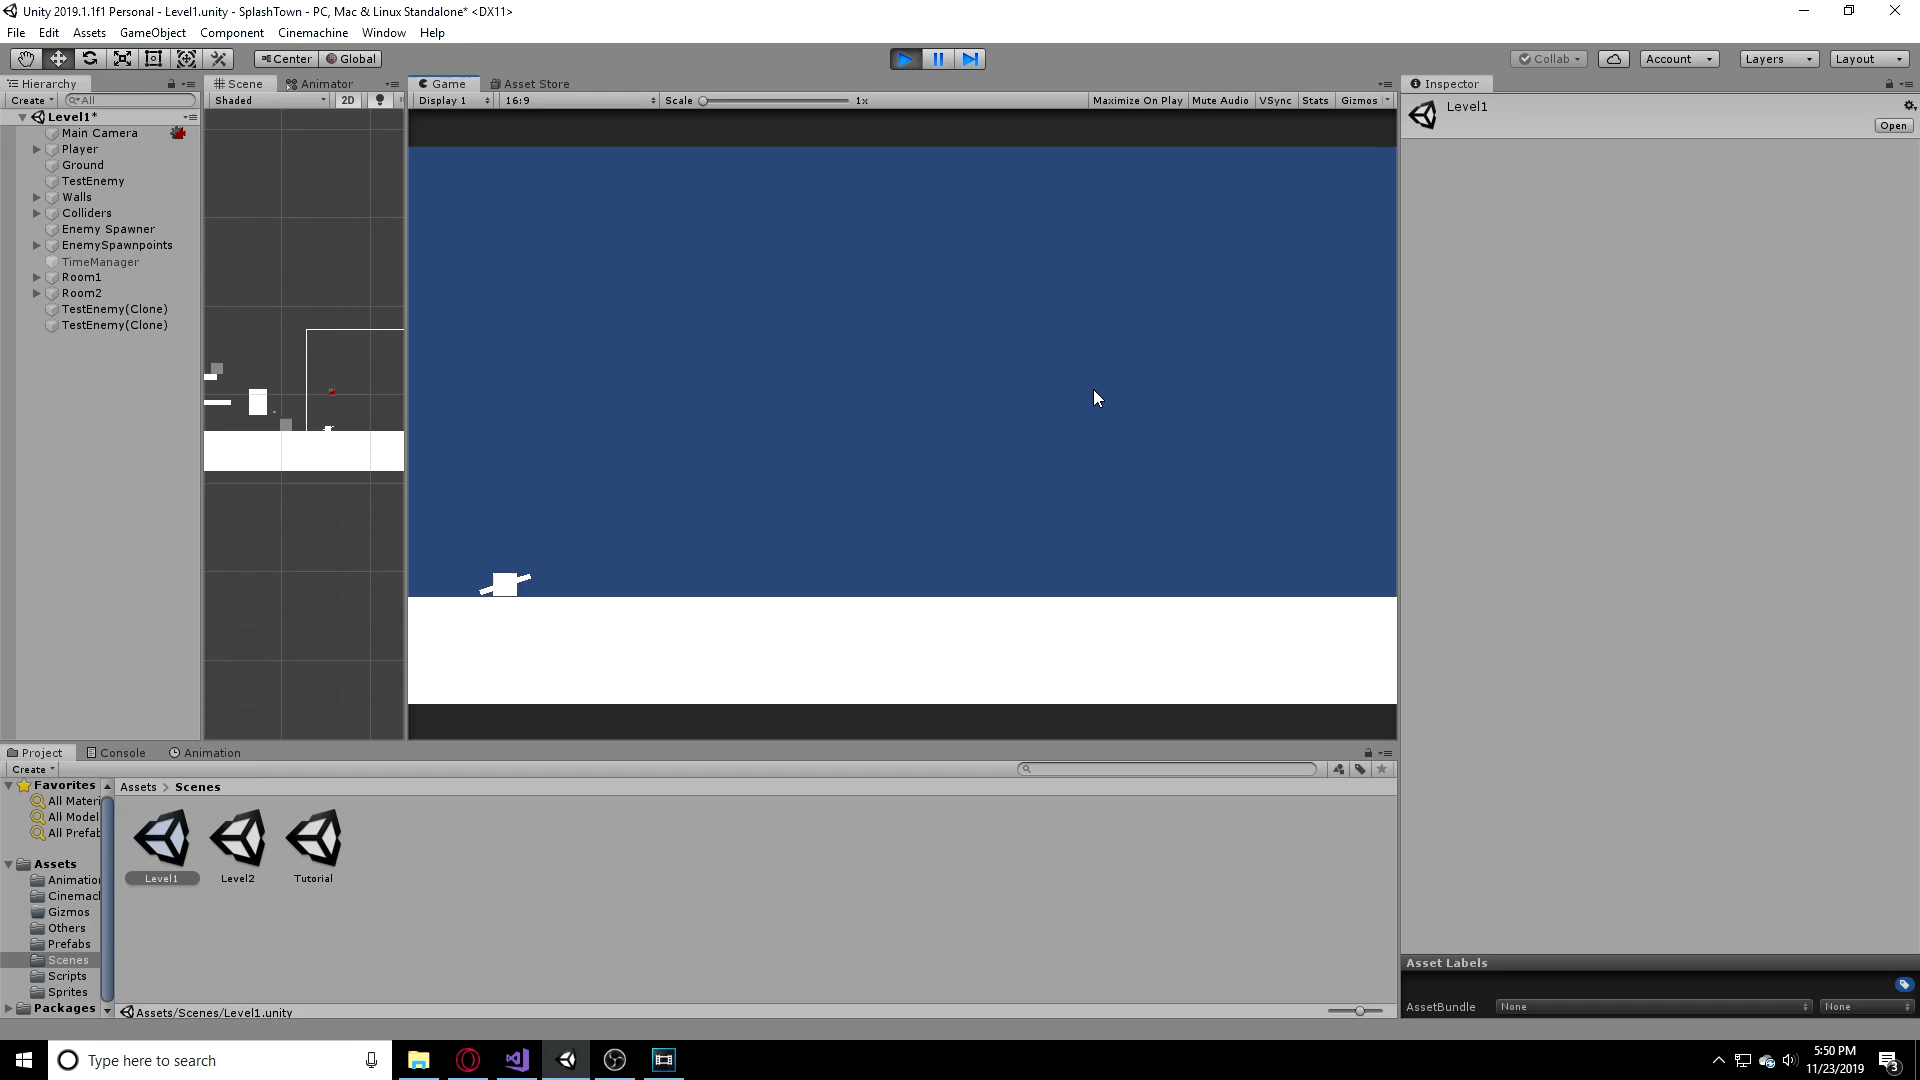 Unity 2019.1.1f1 Personal - Level1.unity - SplashTown - PC, Mac & Linux Standalone* <DX11>
File Edit Assets GameObject Component Cinemachine Window Help
Center Global Collab Account Layers Layout
Hierarchy Scene Animator Game Asset Store Inspector
Create All Shaded 2D Display 1 16:9 Scale 1x Maximize On Play Mute Audio VSync Stats Gizmos
Level1
Open
Level1*
Main Camera
Player
Ground
TestEnemy
Walls
Colliders
Enemy Spawner
EnemySpawnpoints
TimeManager
Room1
Room2
TestEnemy(Clone)
TestEnemy(Clone)
Project Console Animation
Create
Favorites
All Materi
All Model
All Prefab
Assets
Animatio
Cinemacl
Gizmos
Others
Prefabs
Scenes
Scripts
Sprites
Packages
Assets > Scenes
Level1 Level2 Tutorial
Assets/Scenes/Level1.unity
Asset Labels
AssetBundle None None
Type here to search
5:50 PM
11/23/2019
3